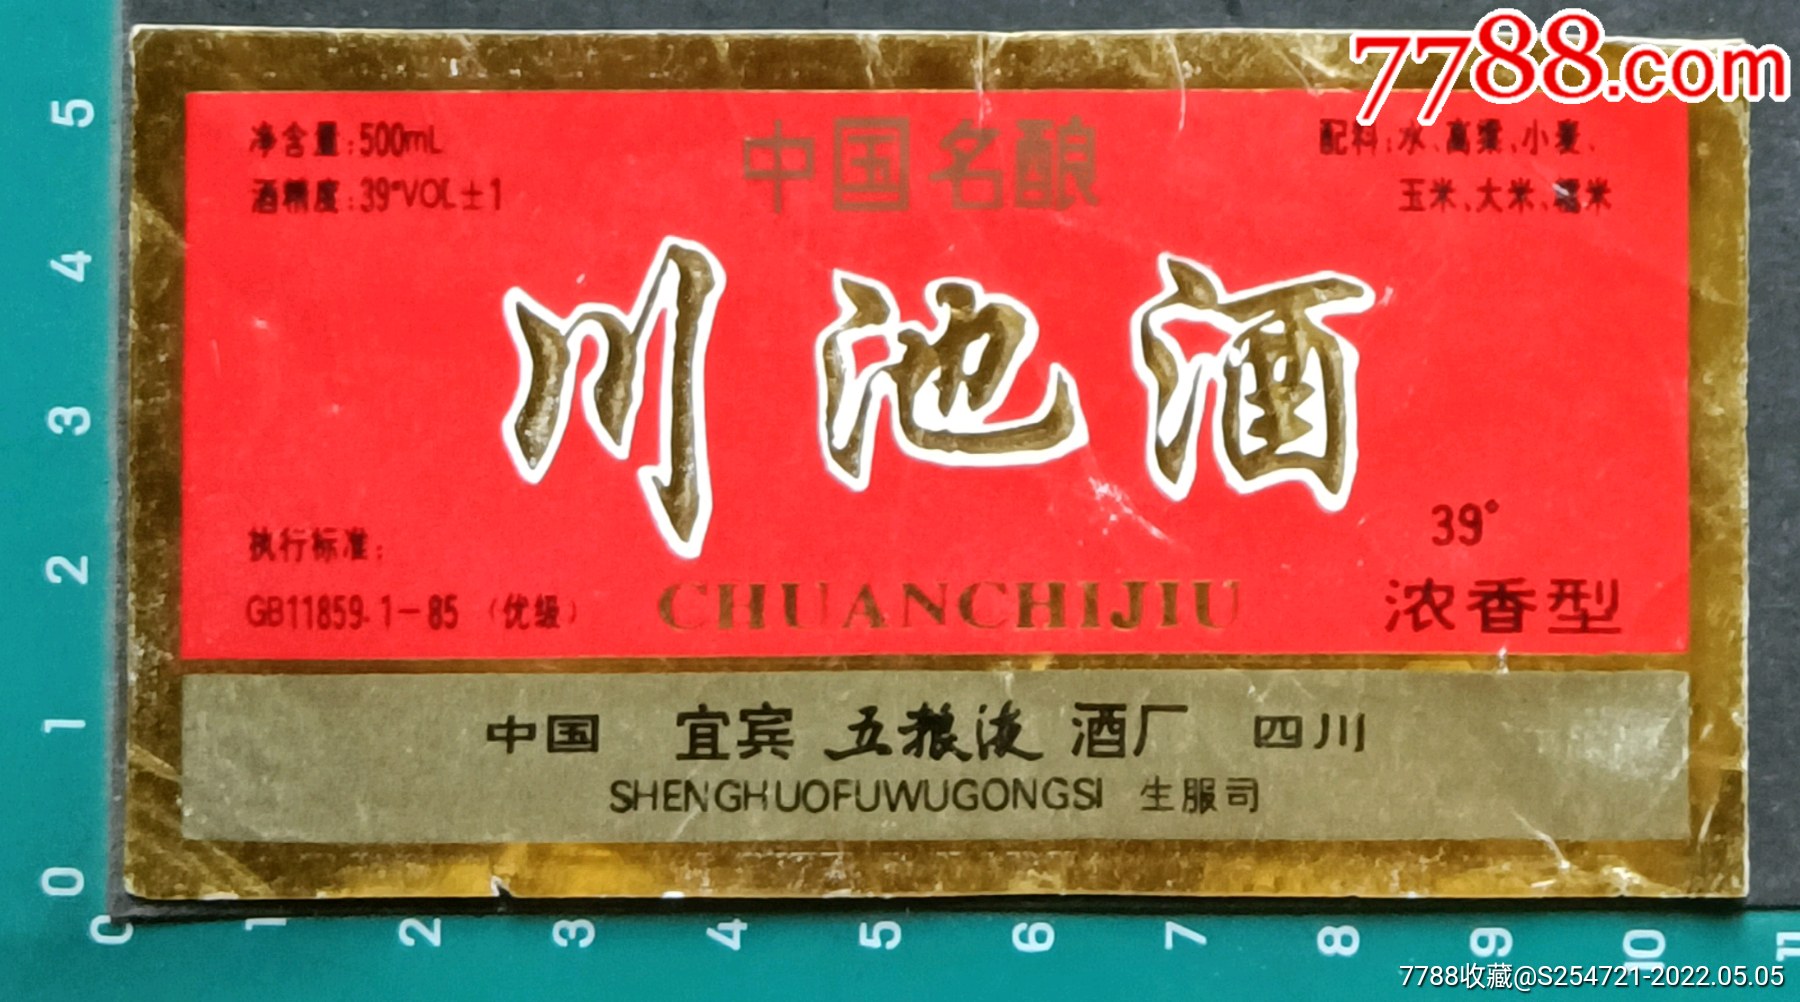 7788.com
净含量:500mL
酒精度:39°VOL±1
中国名酿
配料:水、高粱、小麦、
玉米、大米、糯米
川池酒
39°
浓香型
执行标准:
GB11859.1-85 (优级)
CHUANCHIJIU
中国 宜宾 五粮液 酒厂 四川
SHENGHUOFUWUGONGSI 生服司
5
4
3
2
1
0
0 1 2 3 4 5 6 7 8 9 10 11
7788收藏@S254721-2022.05.05